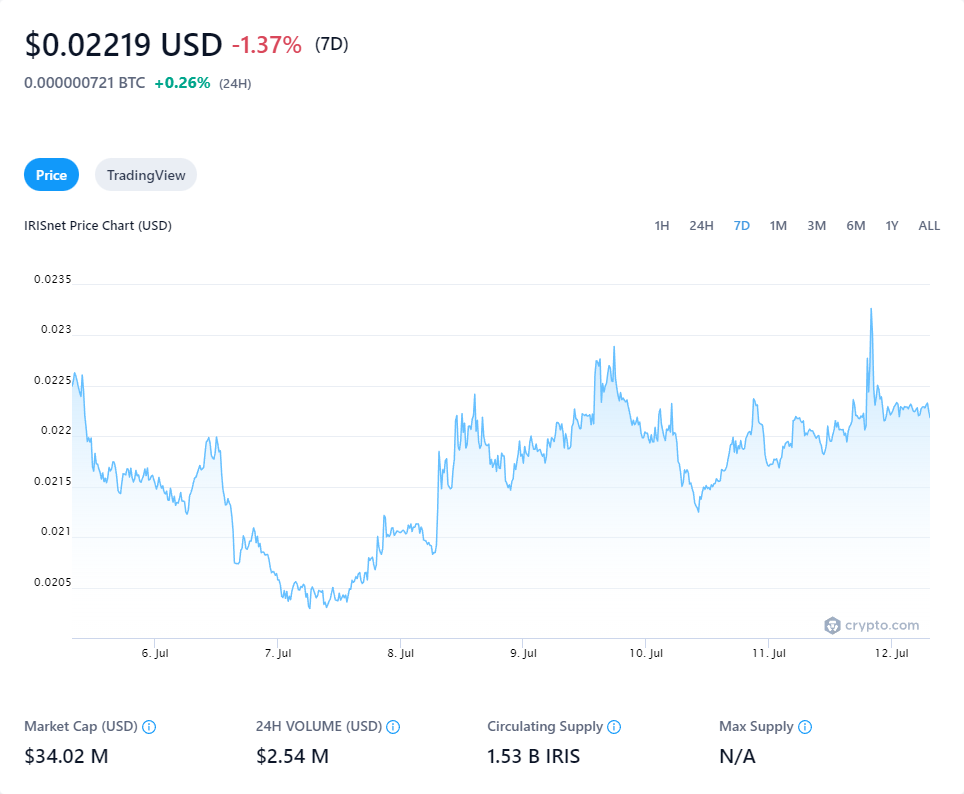 $0.02219 USD -1.37% (7D)
0.000000721 BTC +0.26% (24H)
Price TradingView
IRISnet Price Chart (USD) 1H 24H 7D 1M 3M 6M 1Y ALL
0.0235
0.023
0.0225
0.022
0.0215
0.021
0.0205
crypto.com
6. Jul 7. Jul 8. Jul 9. Jul 10. Jul 11. Jul 12. Jul
Market Cap (USD) 24H VOLUME (USD) Circulating Supply Max Supply
$34.02 M $2.54 M 1.53 B IRIS N/A